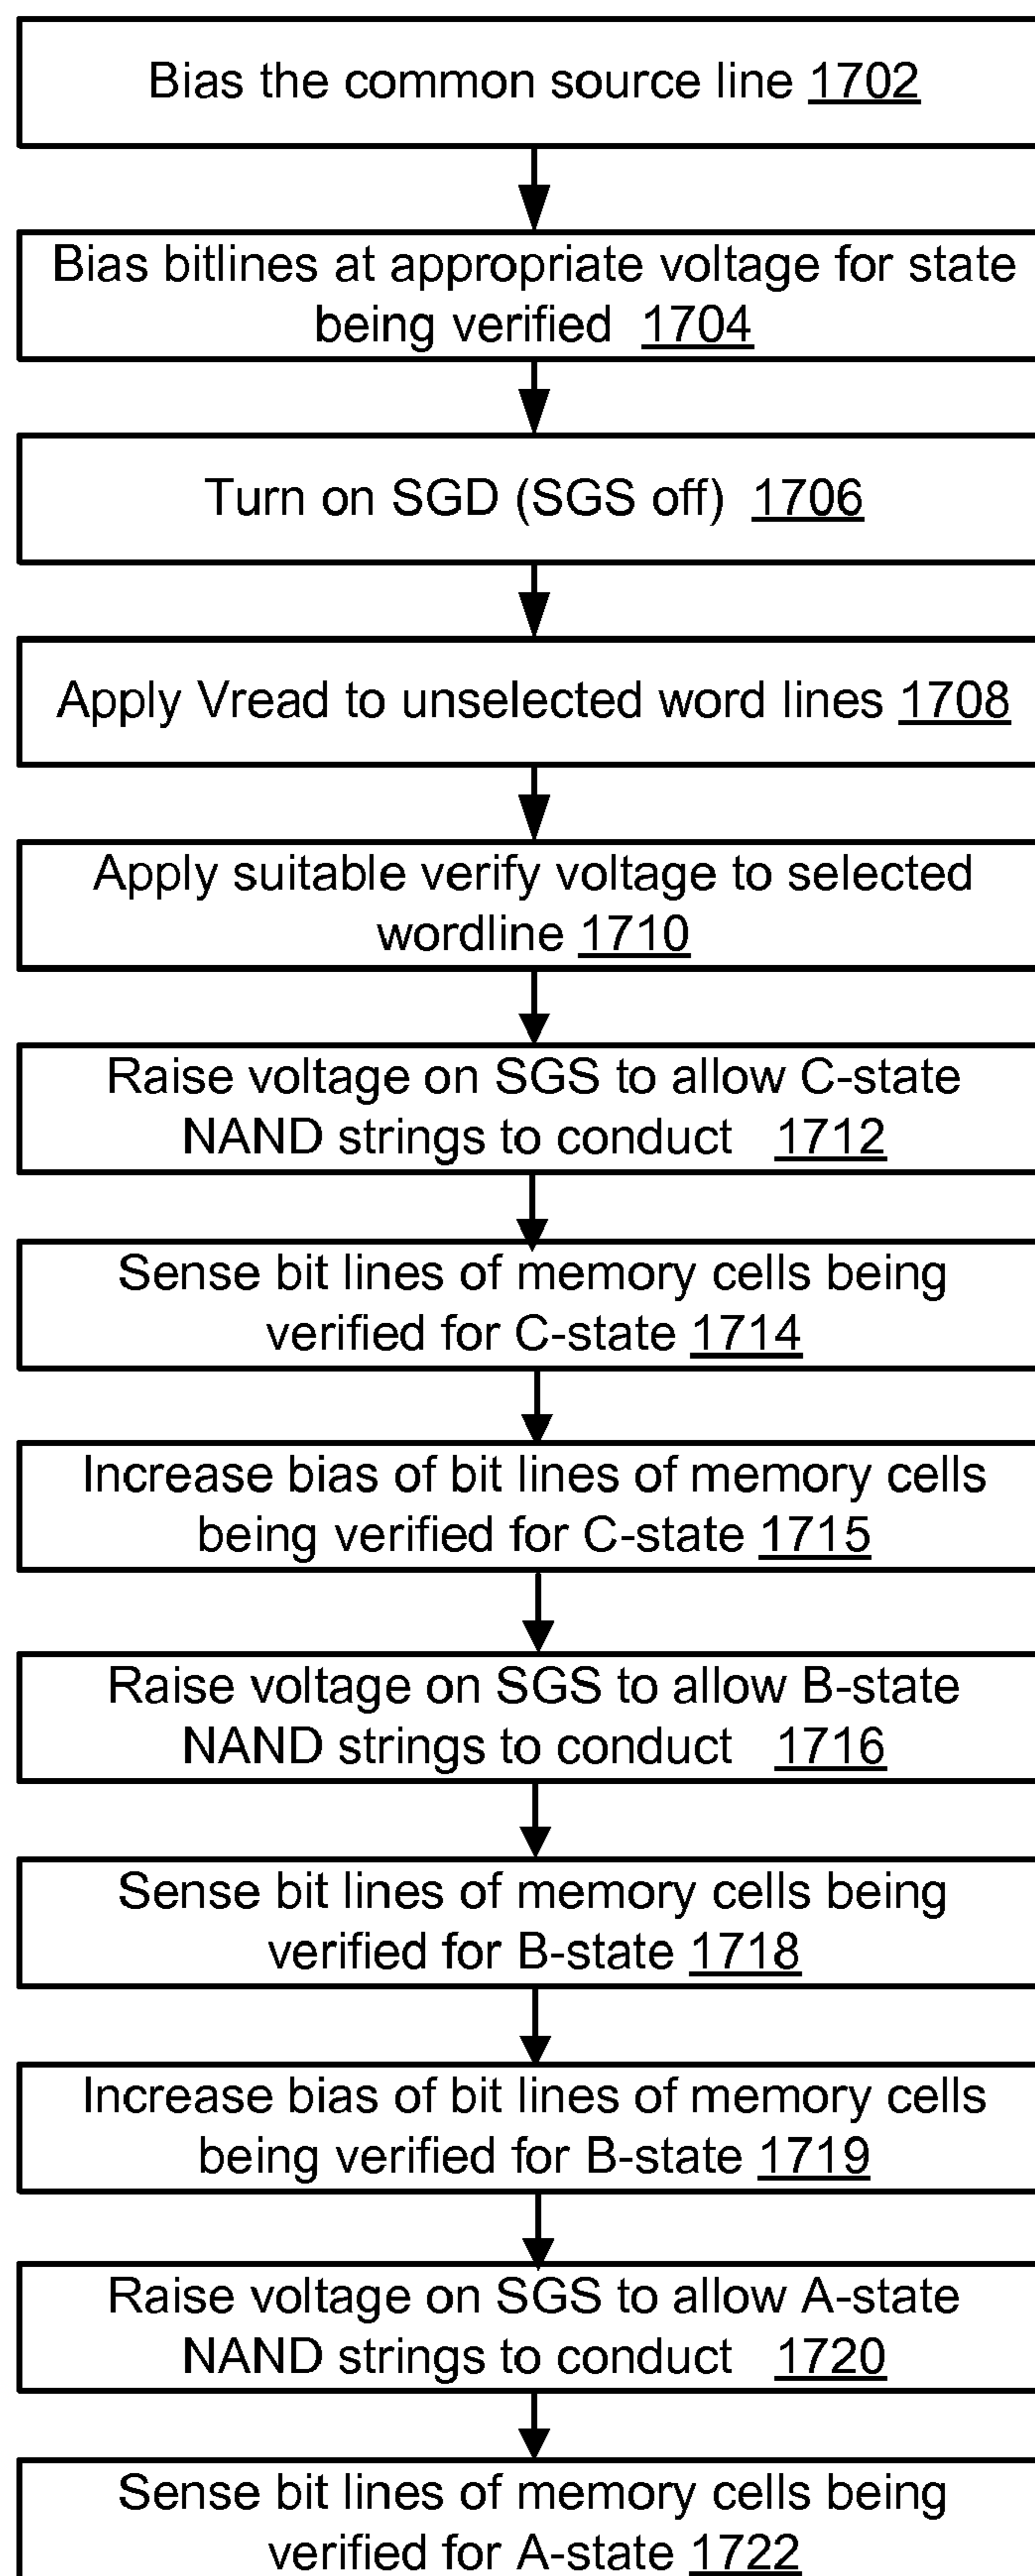 Bias the common source line 1702
Bias bitlines at appropriate voltage for state
being verified 1704
Turn on SGD (SGS off) 1706
Apply Vread to unselected word lines 1708
Apply suitable verify voltage to selected
wordline 1710
Raise voltage on SGS to allow C-state
NAND strings to conduct 1712
Sense bit lines of memory cells being
verified for C-state 1714
Increase bias of bit lines of memory cells
being verified for C-state 1715
Raise voltage on SGS to allow B-state
NAND strings to conduct 1716
Sense bit lines of memory cells being
verified for B-state 1718
Increase bias of bit lines of memory cells
being verified for B-state 1719
Raise voltage on SGS to allow A-state
NAND strings to conduct 1720
Sense bit lines of memory cells being
verified for A-state 1722